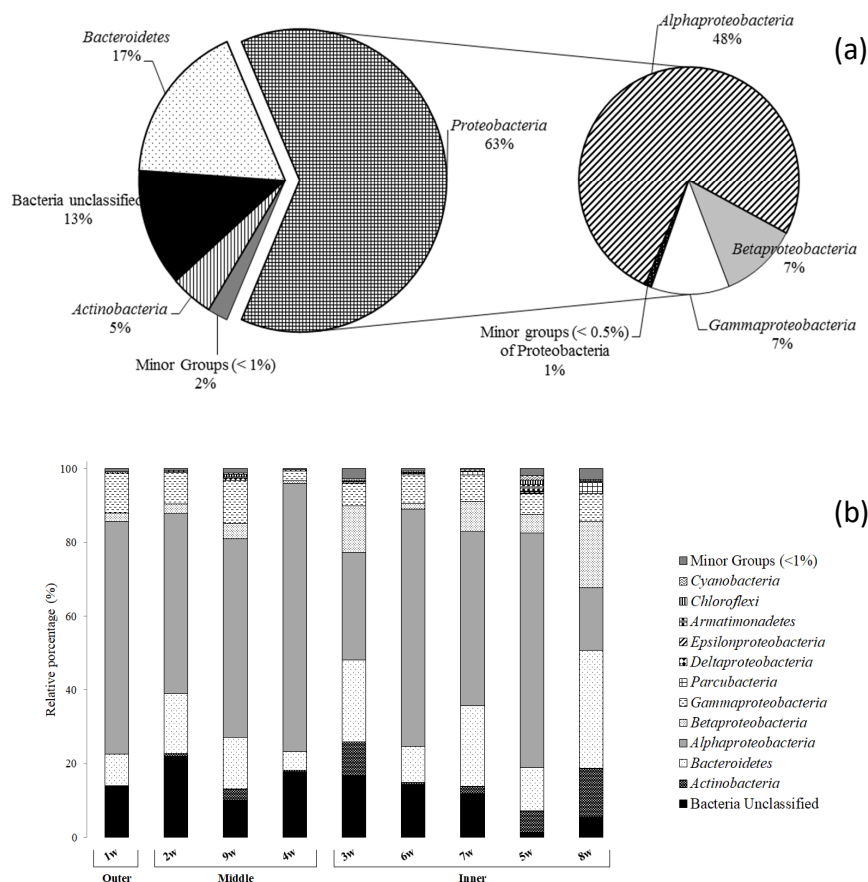 Alphaproteobacteria
48%
(a)
Bacteroidetes
17%
Proteobacteria
63%
Bacteria unclassified
13%
Betaproteobacteria
7%
Actinobacteria
5%
Gammaproteobacteria
7%
Minor groups (< 0.5%)
of Proteobacteria
1%
Minor Groups (< 1%)
2%
(b)
Relative percentage (%)
100
80
60
40
20
0
Minor Groups (<1%)
Cyanobacteria
Chloroflexi
Armatimonadetes
Epsilonproteobacteria
Deltaproteobacteria
Parcubacteria
Gammaproteobacteria
Betaproteobacteria
Alphaproteobacteria
Bacteroidetes
Actinobacteria
Bacteria Unclassified
1w 2w 9w 4w 3w 6w 7w 5w 8w
Outer Middle Inner